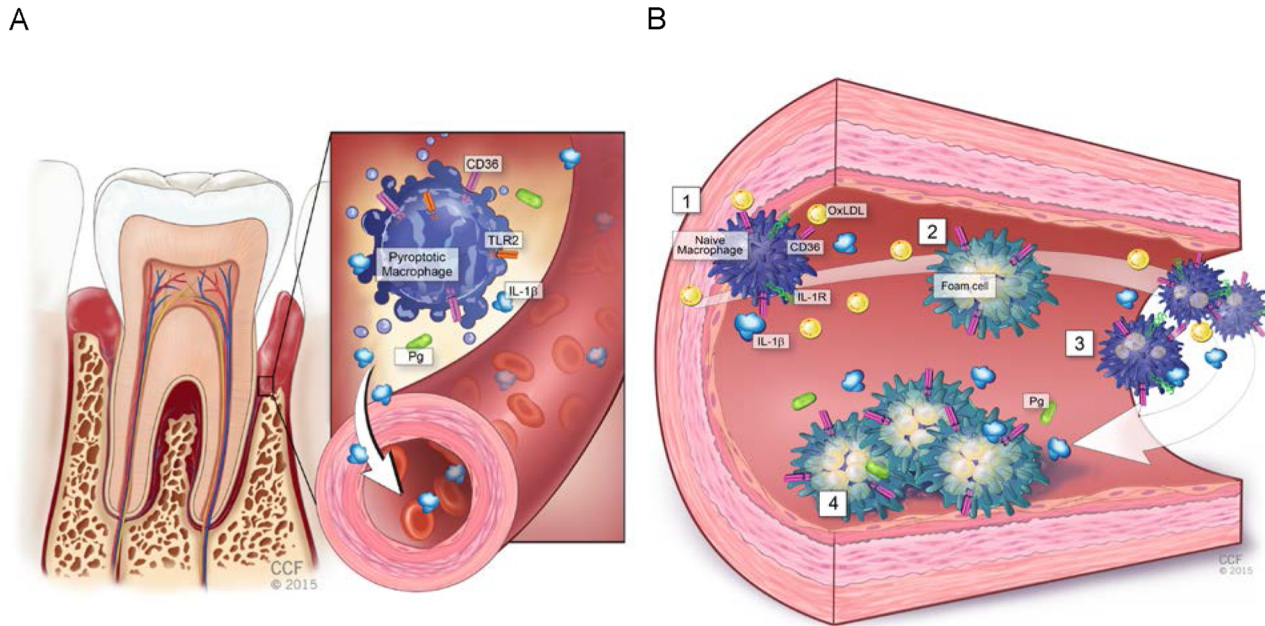 A
CD36
TLR2
Pyroptotic
Macrophage
IL-1β
Pg
CCF
© 2015
B
1
OxLDL
Naive
Macrophage
CD36
2
Foam cell
IL-1R
IL-1β
3
Pg
4
CCF
© 2015